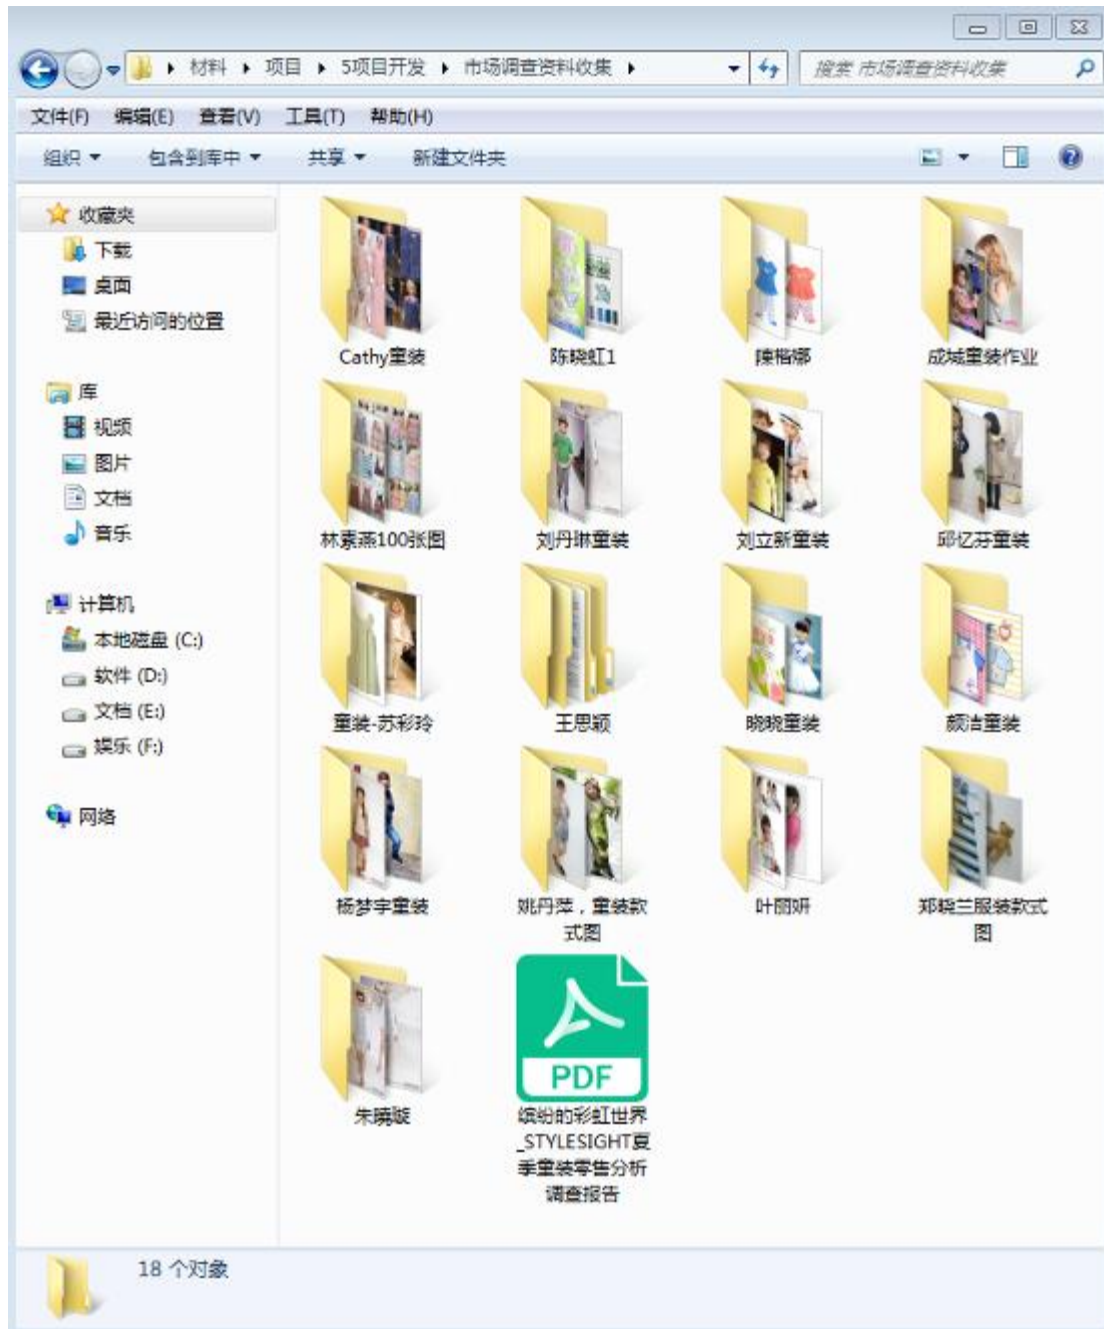 材料 ▸ 项目 ▸ 5项目开发 ▸ 市场调查资料收集 ▸
搜索 市场调查资料收集
文件(F) 编辑(E) 查看(V) 工具(T) 帮助(H)
组织 包含到库中 共享 新建文件夹
收藏夹
下载
桌面
最近访问的位置
库
视频
图片
文档
音乐
计算机
本地磁盘 (C:)
软件 (D:)
文档 (E:)
娱乐 (F:)
网络
Cathy童装
陈晓虹1
陳楷娜
成城童装作业
林素燕100张图
刘丹琳童装
刘立新童装
邱忆芬童装
童装-苏彩玲
王思颖
晓晓童装
颜洁童装
杨梦宇童装
姚丹萍，童装款
式图
叶丽妍
郑晓兰服装款式
图
朱曉璇
PDF
缤纷的彩虹世界
_STYLESIGHT夏
季童装零售分析
调查报告
18 个对象